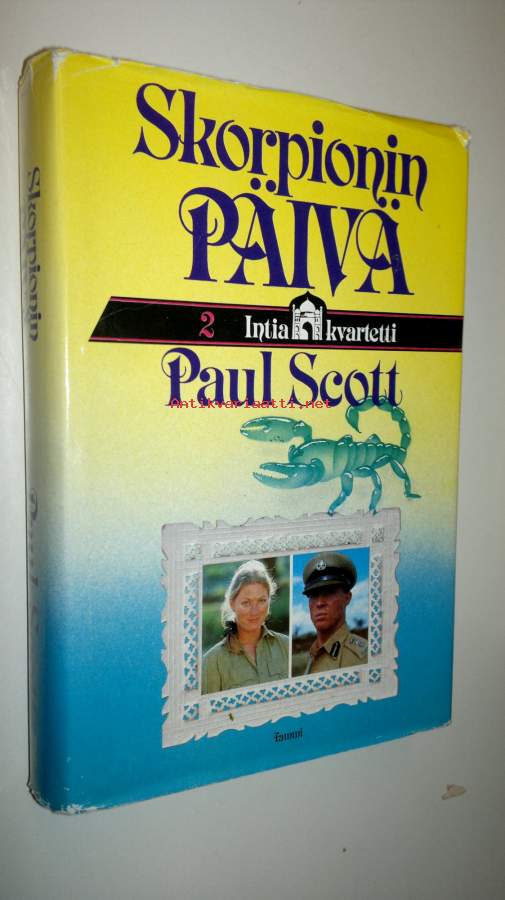 Skorpionin
PÄIVÄ
2 Intia kvartetti
Paul Scott
Antikvariaatti.net
Tammi
Skorpionin